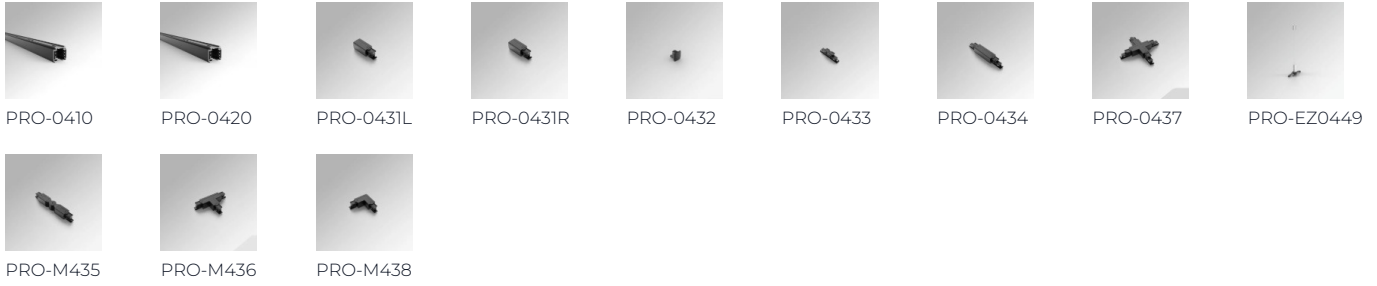 PRO-0410
PRO-0420
PRO-0431L
PRO-0431R
PRO-0432
PRO-0433
PRO-0434
PRO-0437
PRO-EZ0449
PRO-M435
PRO-M436
PRO-M438